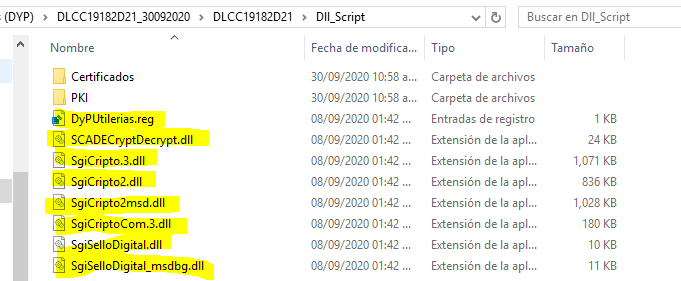 s (DYP) > DLCC19182D21_30092020 > DLCC19182D21 > Dll_Script
Buscar en Dll_Script
Nombre Fecha de modifica... Tipo Tamaño
Certificados 30/09/2020 10:58 a... Carpeta de archivos
PKI 30/09/2020 10:58 a... Carpeta de archivos
DyPUtilerias.reg 08/09/2020 01:42 ... Entradas de registro 1 KB
SCADECryptDecrypt.dll 08/09/2020 01:42 ... Extensión de la apl... 24 KB
SgiCripto.3.dll 08/09/2020 01:42 ... Extensión de la apl... 1,071 KB
SgiCripto2.dll 08/09/2020 01:42 ... Extensión de la apl... 836 KB
SgiCripto2msd.dll 08/09/2020 01:42 ... Extensión de la apl... 1,028 KB
SgiCriptoCom.3.dll 08/09/2020 01:42 ... Extensión de la apl... 180 KB
SgiSelloDigital.dll 08/09/2020 01:42 ... Extensión de la apl... 10 KB
SgiSelloDigital_msdbg.dll 08/09/2020 01:42 ... Extensión de la apl... 11 KB